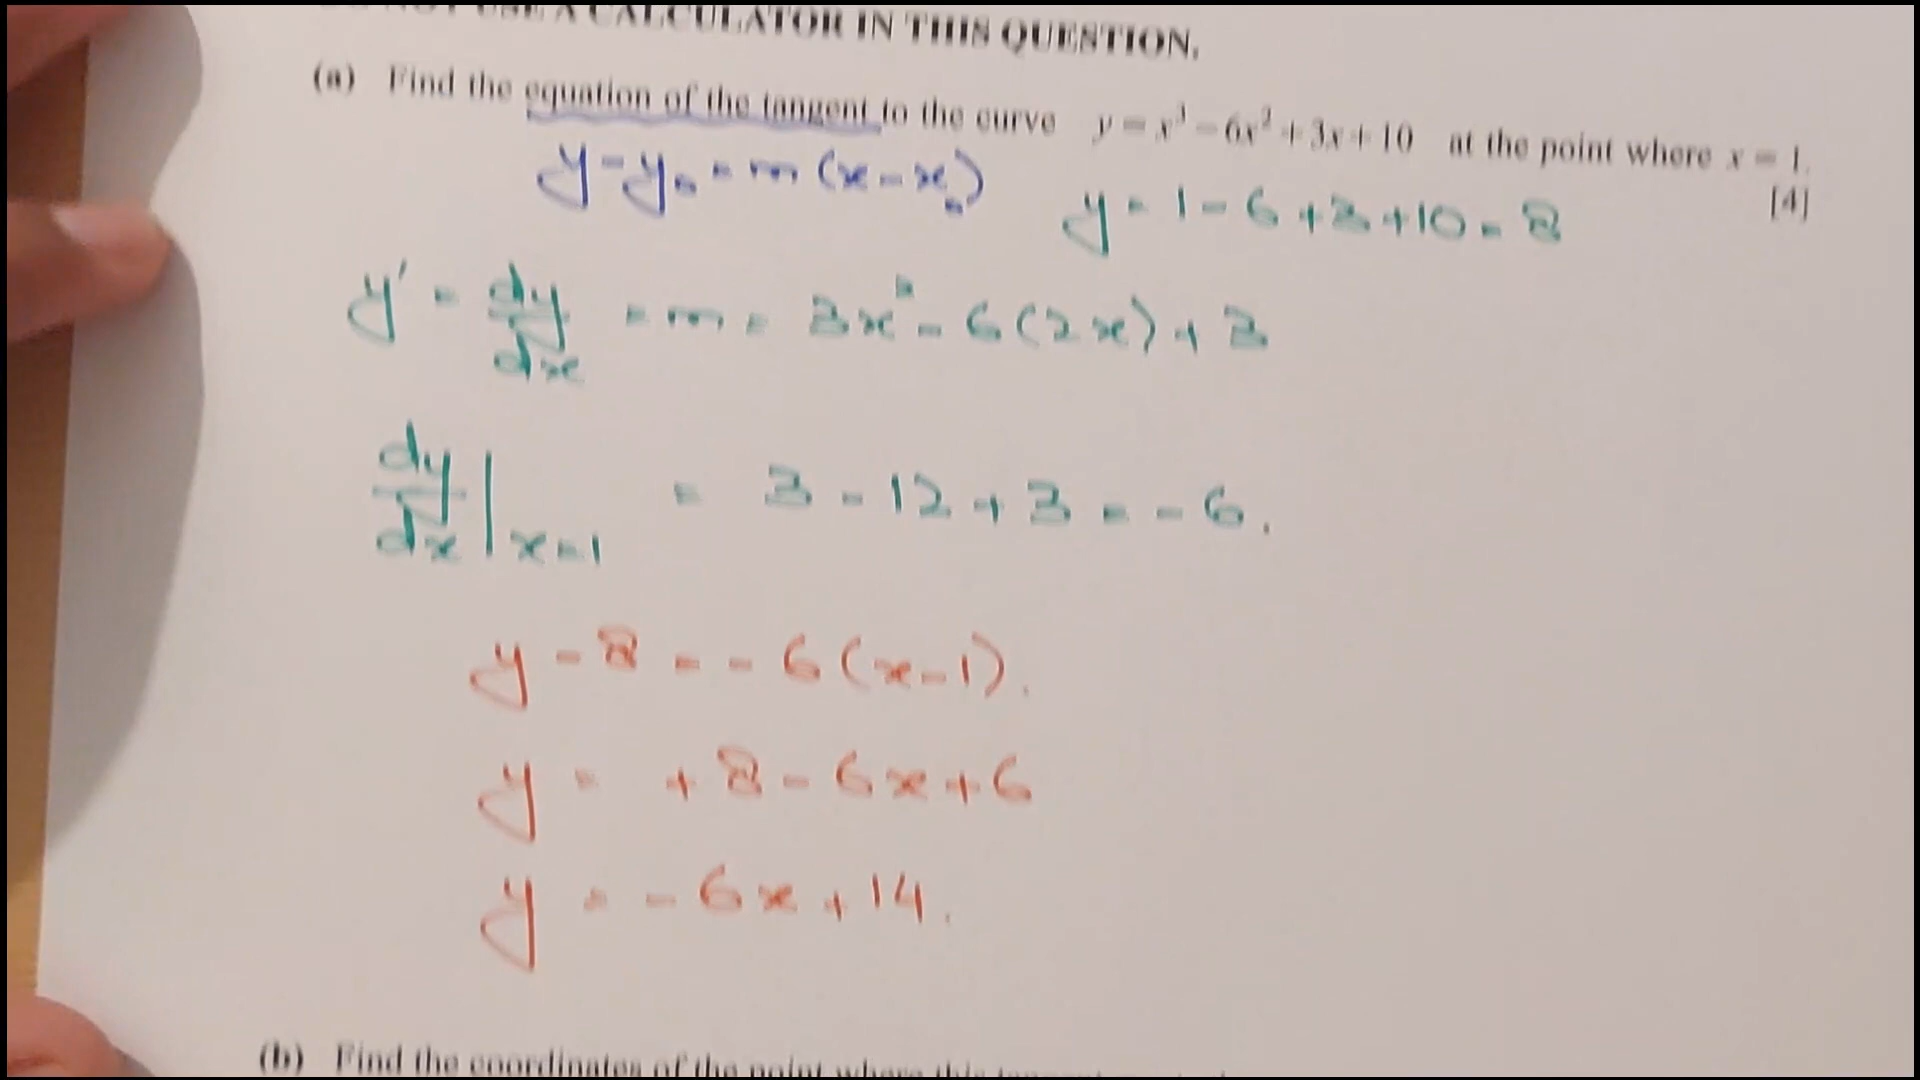 USE A CALCULATOR IN THIS QUESTION.
(a) Find the equation of the tangent to the curve y = x³ − 6x² + 3x + 10 at the point where x = 1.
[4]
y - y₀ = m (x - x₀)
y = 1 - 6 + 3 + 10 = 8
y' = dy/dx = m = 3x² - 6(2x) + 3
dy/dx |x=1 = 3 - 12 + 3 = - 6.
y - 8 = - 6(x-1).
y = + 8 - 6x + 6
y = - 6x + 14.
(b) Find the coordinates of the point where this